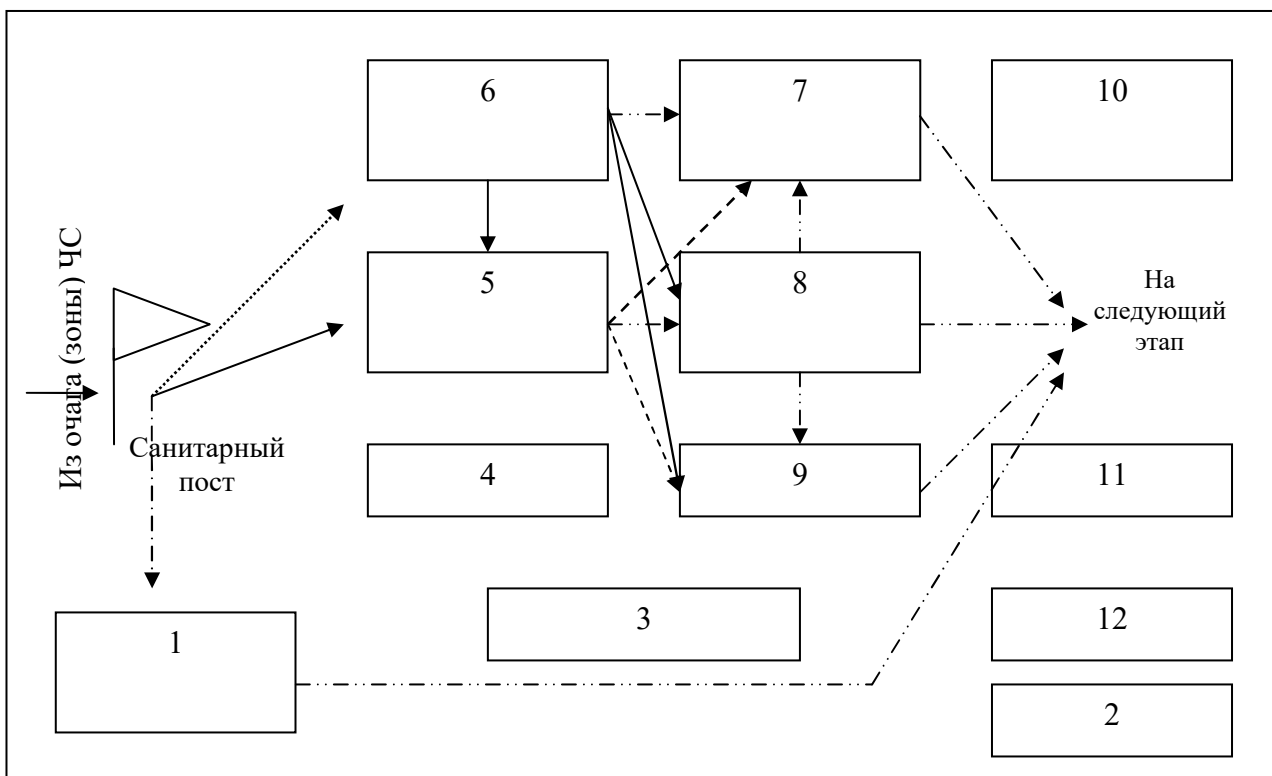 6
7
10
Из очага (зоны) ЧС
5
8
На
следующий
этап
Санитарный
пост
4
9
11
3
12
1
2